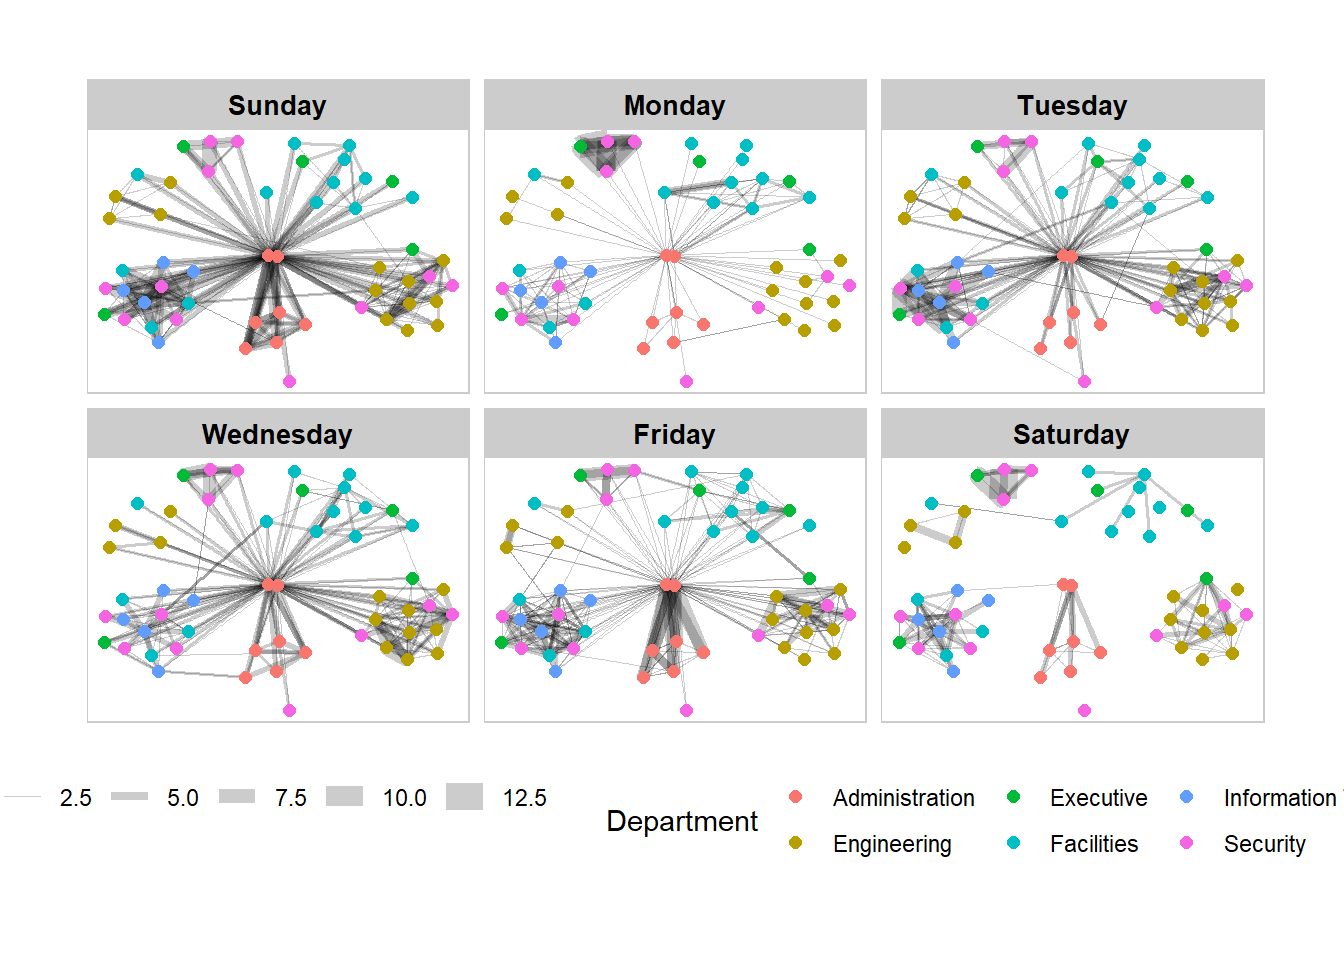 Sunday
Monday
Tuesday
Wednesday
Friday
Saturday
2.5 5.0 7.5 10.0 12.5
Department
Administration Executive Information
Engineering Facilities Security